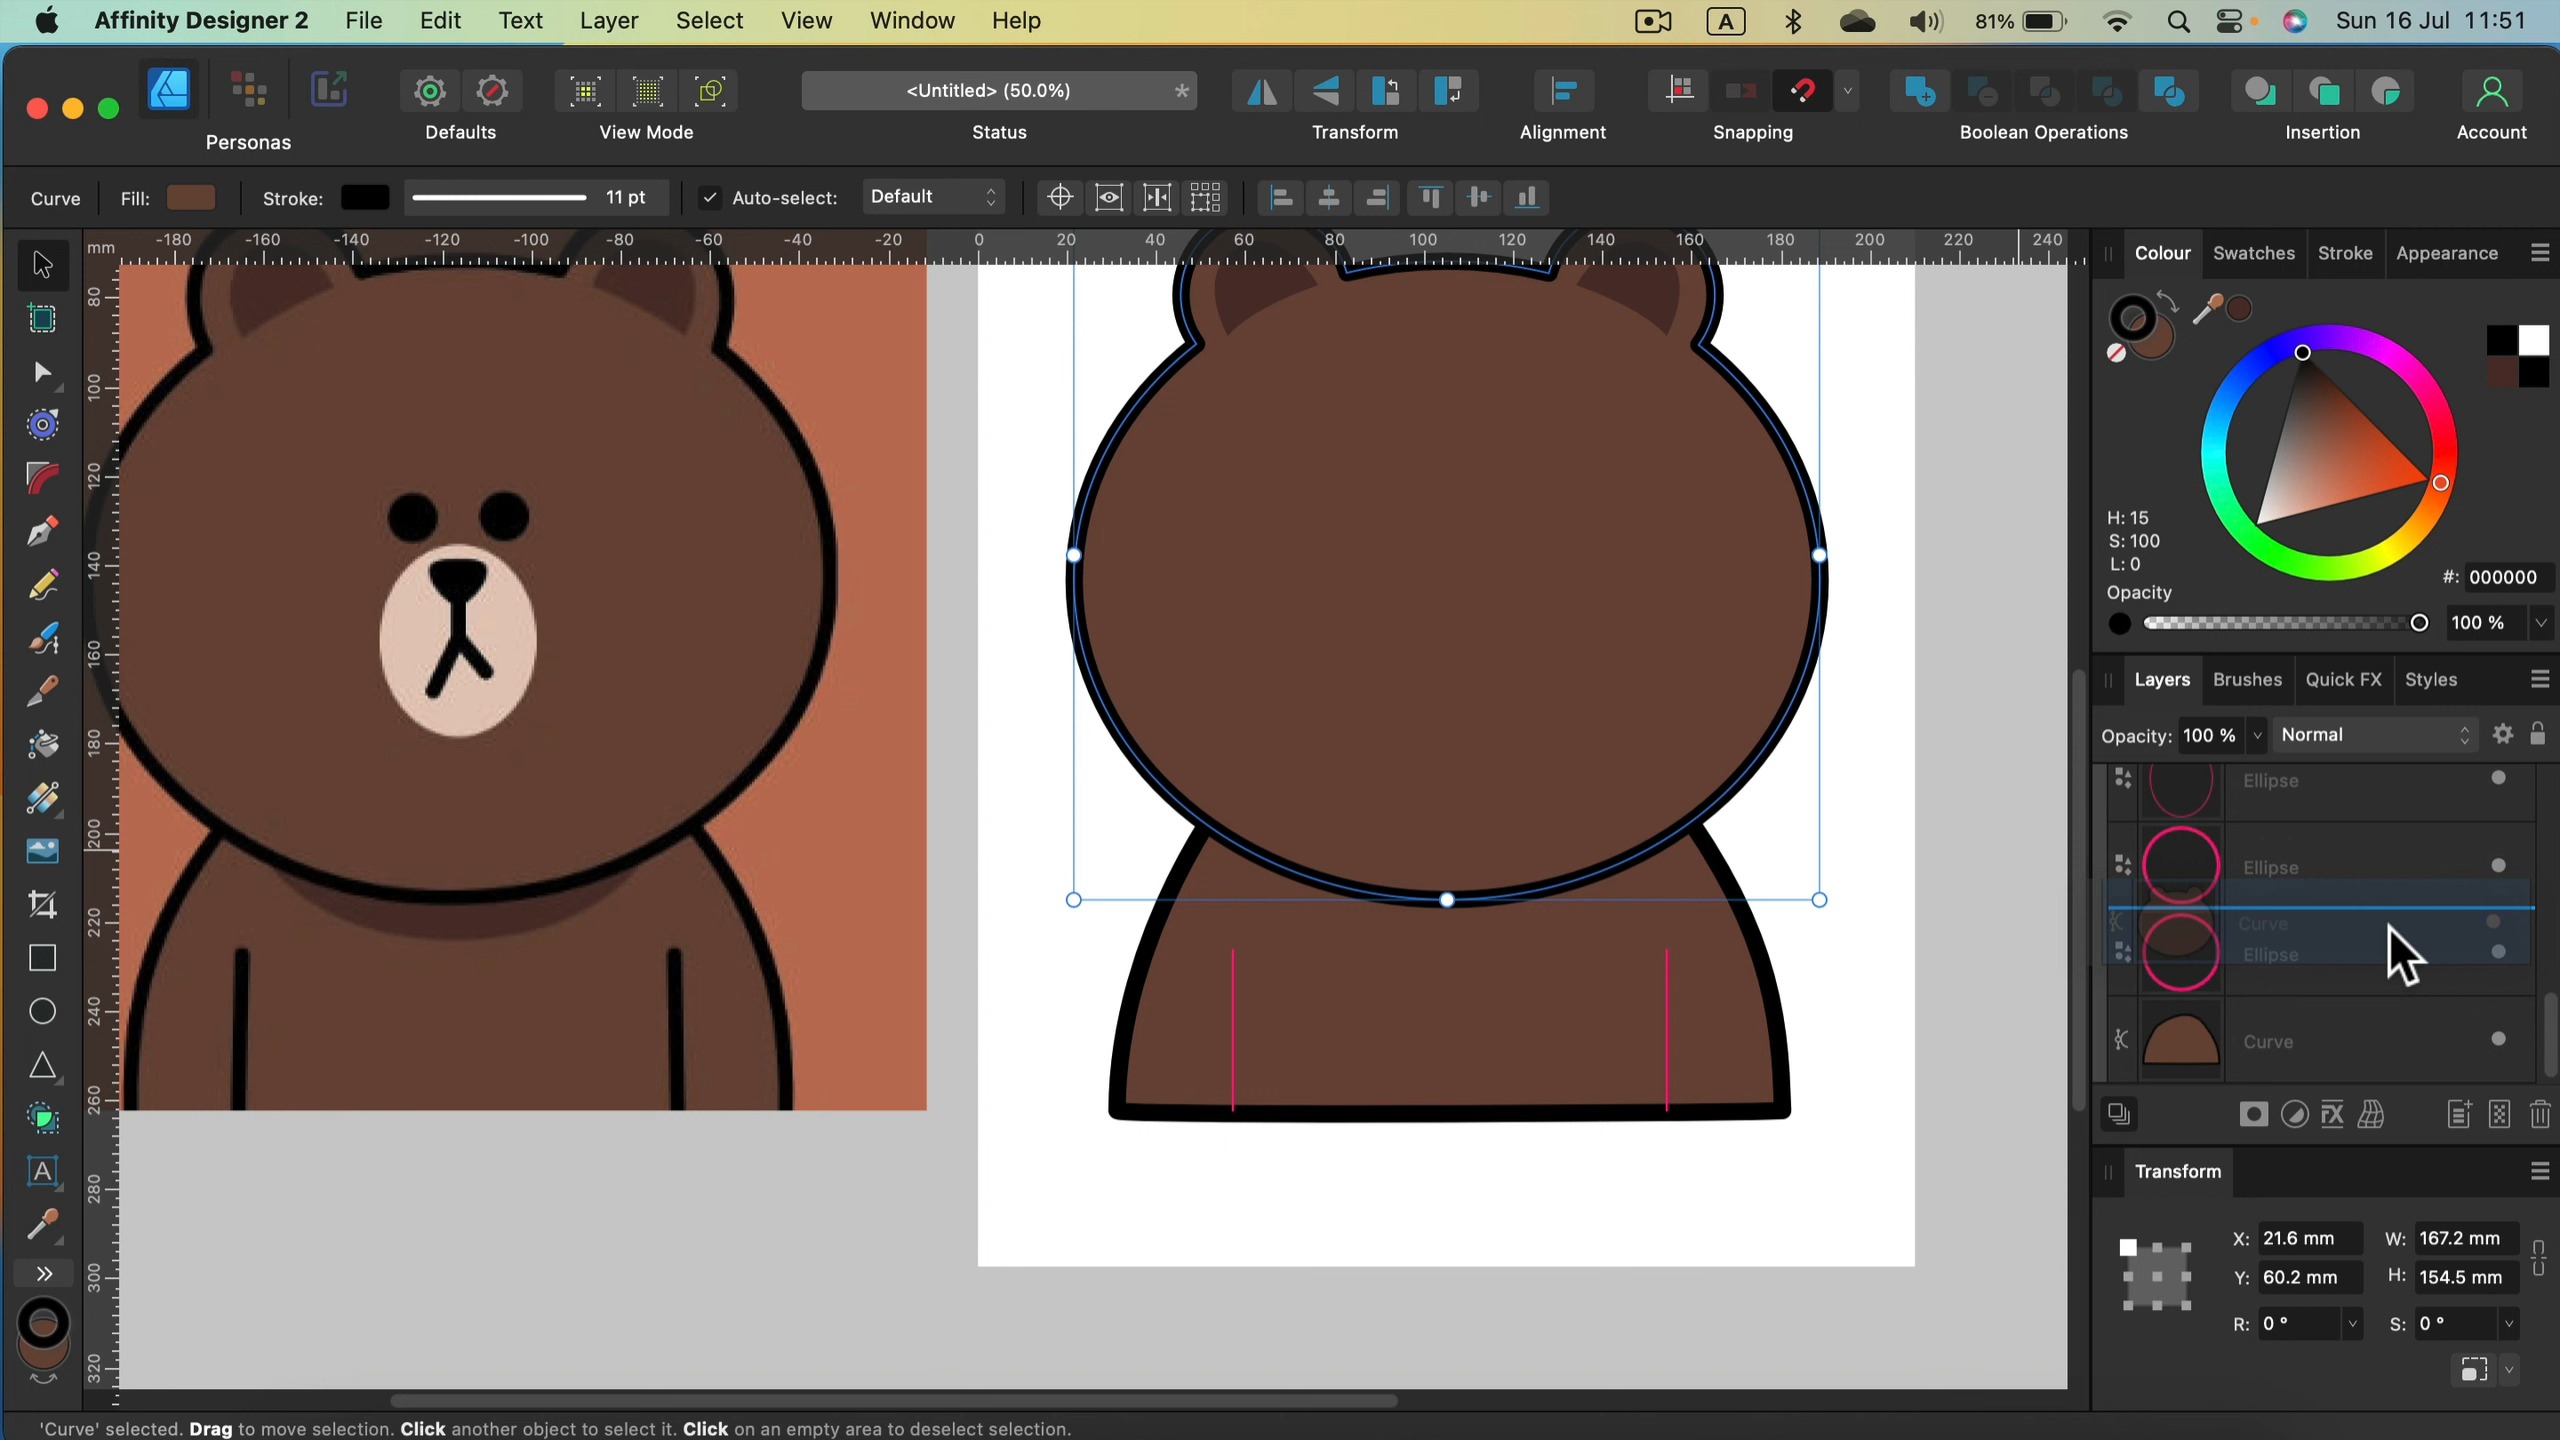 Affinity Designer 2 File Edit Text Layer Select View Window Help A 81% Sun 16 Jul 11:51
<Untitled> (50.0%) *
Personas Defaults View Mode Status Transform Alignment Snapping Boolean Operations Insertion Account
Curve Fill: Stroke: 11 pt Auto-select: Default
mm -180 -160 -140 -120 -100 -80 -60 -40 -20 0 20 40 60 80 100 120 140 160 180 200 220 240
80
100
120
140
160
180
200
220
240
260
280
300
320
A
Colour Swatches Stroke Appearance
H: 15
S: 100
L: 0
#: 000000
Opacity
100 %
Layers Brushes Quick FX Styles
Opacity: 100 % Normal
Ellipse
Ellipse
Curve
Ellipse
Curve
FX
Transform
X: 21.6 mm W: 167.2 mm
Y: 60.2 mm H: 154.5 mm
R: 0 ° S: 0 °
'Curve' selected. Drag to move selection. Click another object to select it. Click on an empty area to deselect selection.